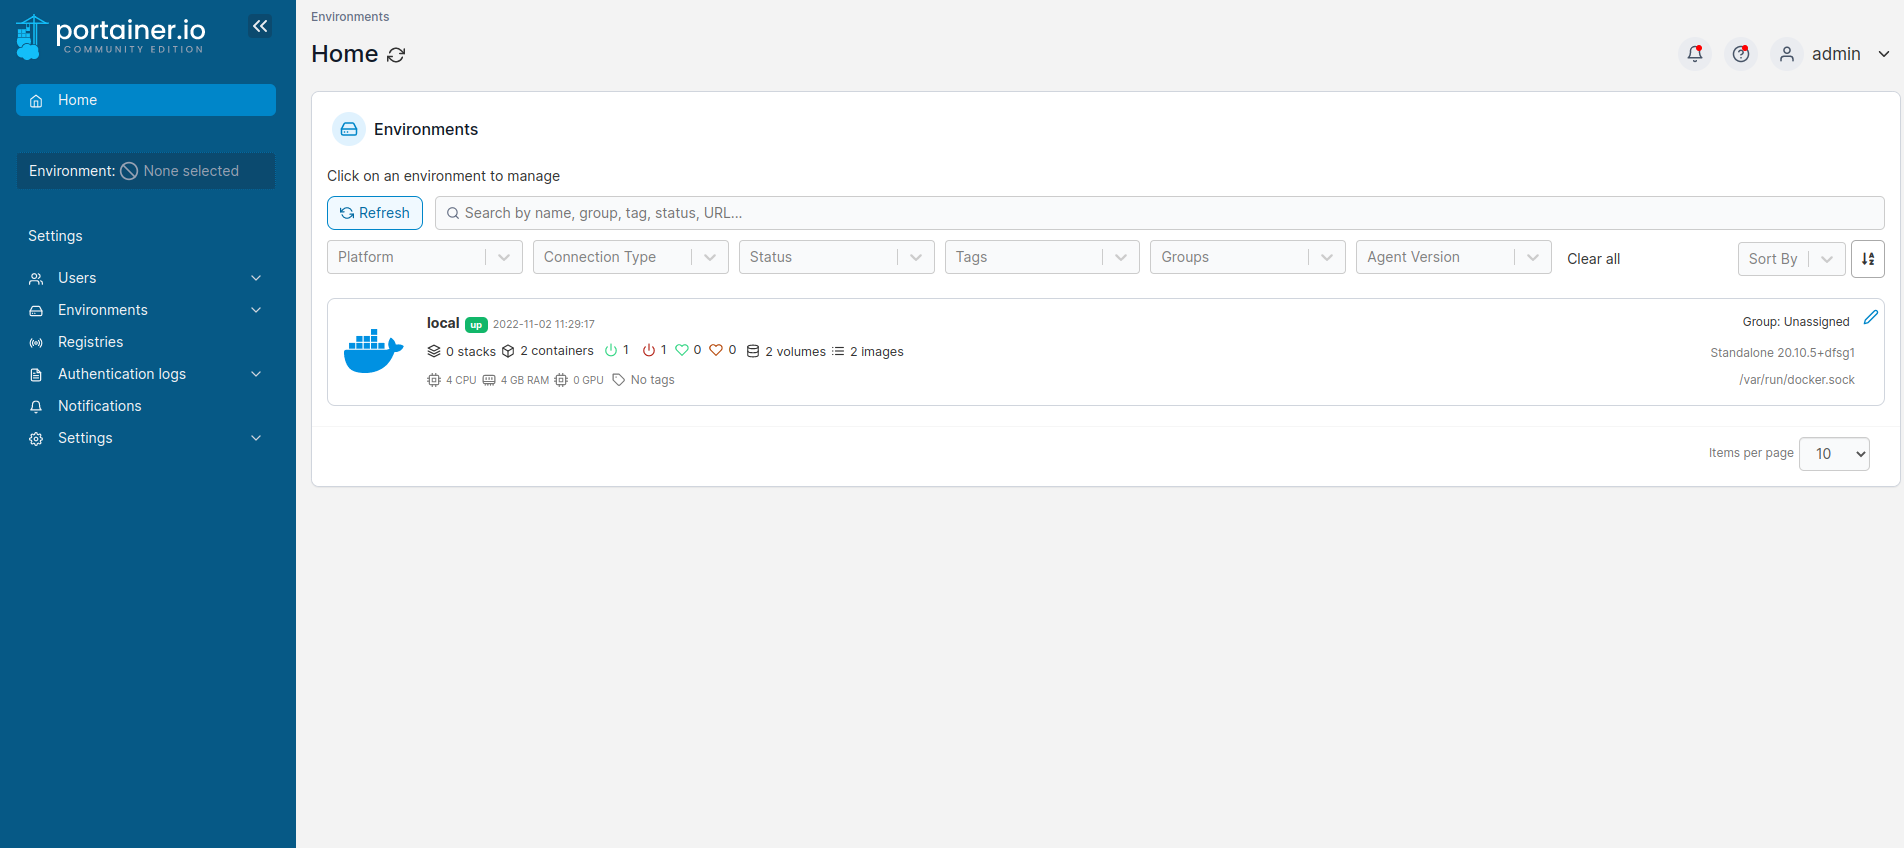 portainer.io
COMMUNITY EDITION
Home
Environment: None selected
Settings
Users
Environments
Registries
Authentication logs
Notifications
Settings
Environments
Home
admin
Environments
Click on an environment to manage
Refresh
Search by name, group, tag, status, URL...
Platform
Connection Type
Status
Tags
Groups
Agent Version
Clear all
Sort By
local up 2022-11-02 11:29:17
0 stacks 2 containers 1 1 0 0 2 volumes 2 images
4 CPU 4 GB RAM 0 GPU No tags
Group: Unassigned
Standalone 20.10.5+dfsg1
/var/run/docker.sock
Items per page 10